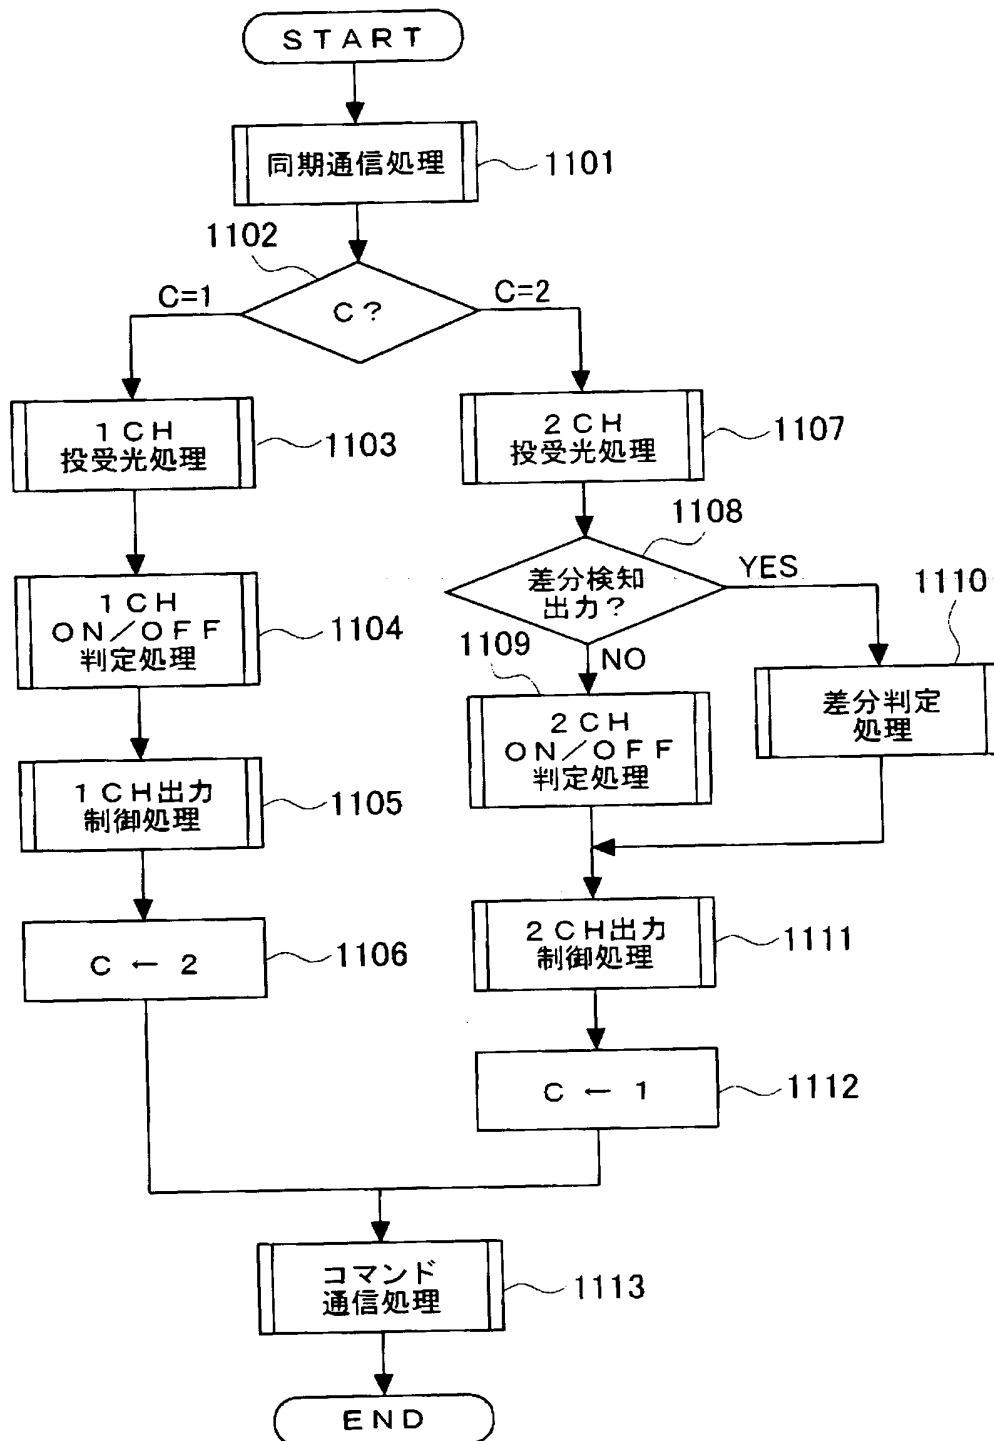 START
同期通信処理
1101
1102
C=1
C?
C=2
1CH
投受光処理
1103
2CH
投受光処理
1107
1108
差分検知
出力?
YES
NO
1110
1CH
ON/OFF
判定処理
1104
1109
2CH
ON/OFF
判定処理
差分判定
処理
1CH出力
制御処理
1105
C ← 2
1106
2CH出力
制御処理
1111
C ← 1
1112
コマンド
通信処理
1113
END